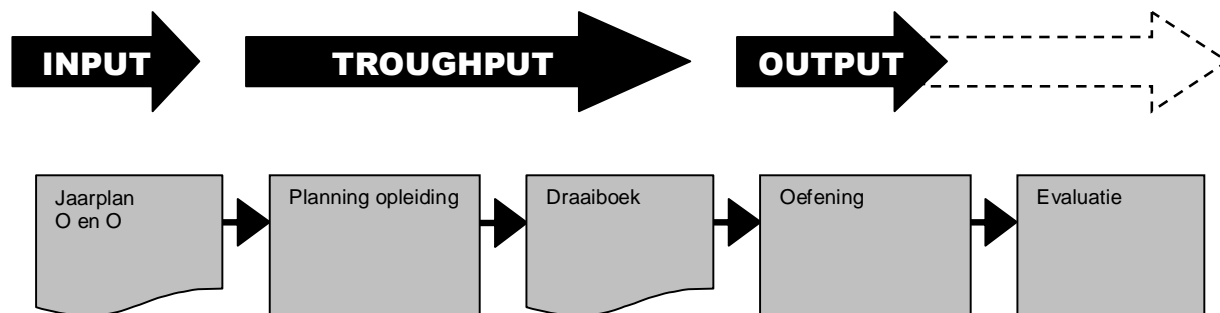 INPUT
TROUGHPUT
OUTPUT
Jaarplan
O en O
Planning opleiding
Draaiboek
Oefening
Evaluatie